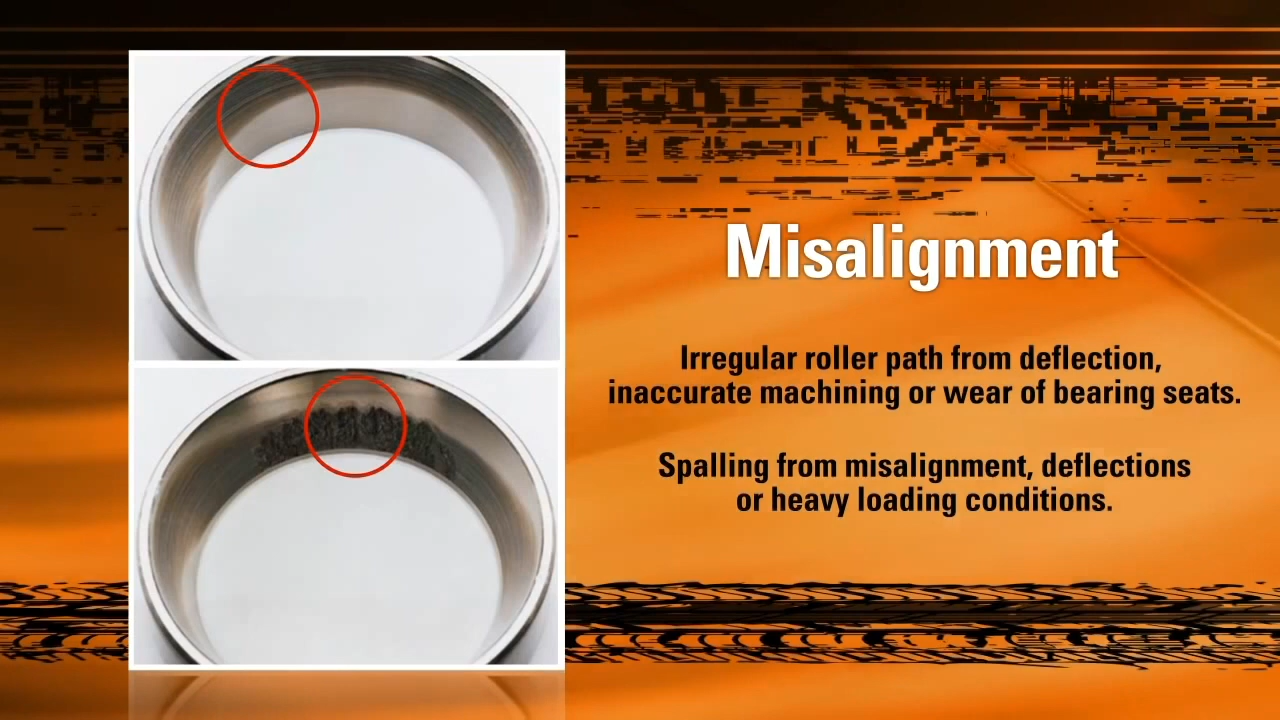 Misalignment
Irregular roller path from deflection,
inaccurate machining or wear of bearing seats.
Spalling from misalignment, deflections
or heavy loading conditions.